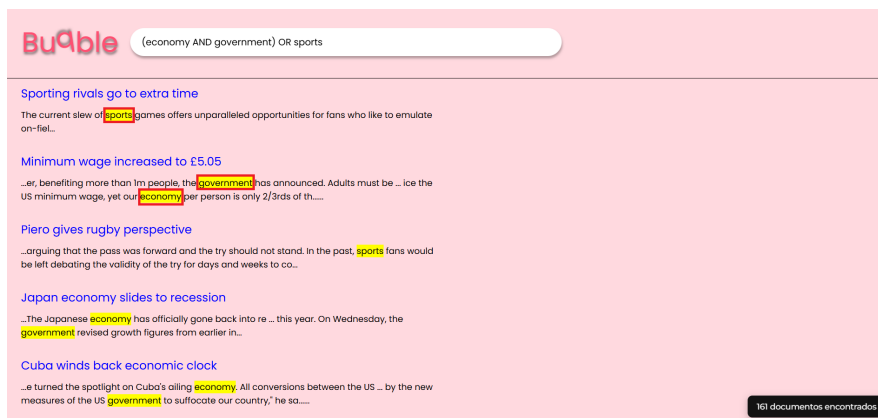 Buqble
(economy AND government) OR sports
Sporting rivals go to extra time
The current slew of sports games offers unparalleled opportunities for fans who like to emulate
on-fiel...
Minimum wage increased to £5.05
...er, benefiting more than 1m people, the government has announced. Adults must be ... ice the
US minimum wage, yet our economy per person is only 2/3rds of th......
Piero gives rugby perspective
...arguing that the pass was forward and the try should not stand. In the past, sports fans would
be left debating the validity of the try for days and weeks to co...
Japan economy slides to recession
...The Japanese economy has officially gone back into re ... this year. On Wednesday, the
government revised growth figures from earlier in...
Cuba winds back economic clock
...e turned the spotlight on Cuba's ailing economy. All conversions between the US ... by the new
measures of the US government to suffocate our country," he sa......
161 documentos encontrados